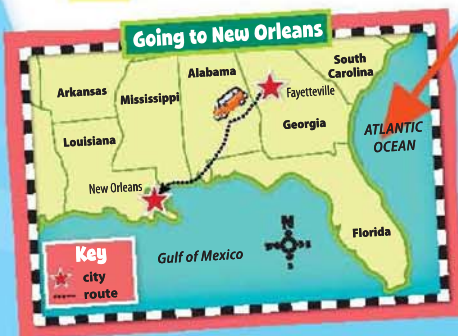 Going to New Orleans
South
Carolina
Alabama
Arkansas
Mississippi
Fayetteville
Georgia
ATLANTIC
OCEAN
Louisiana
New Orleans
Florida
Gulf of Mexico
N
Key
city
route